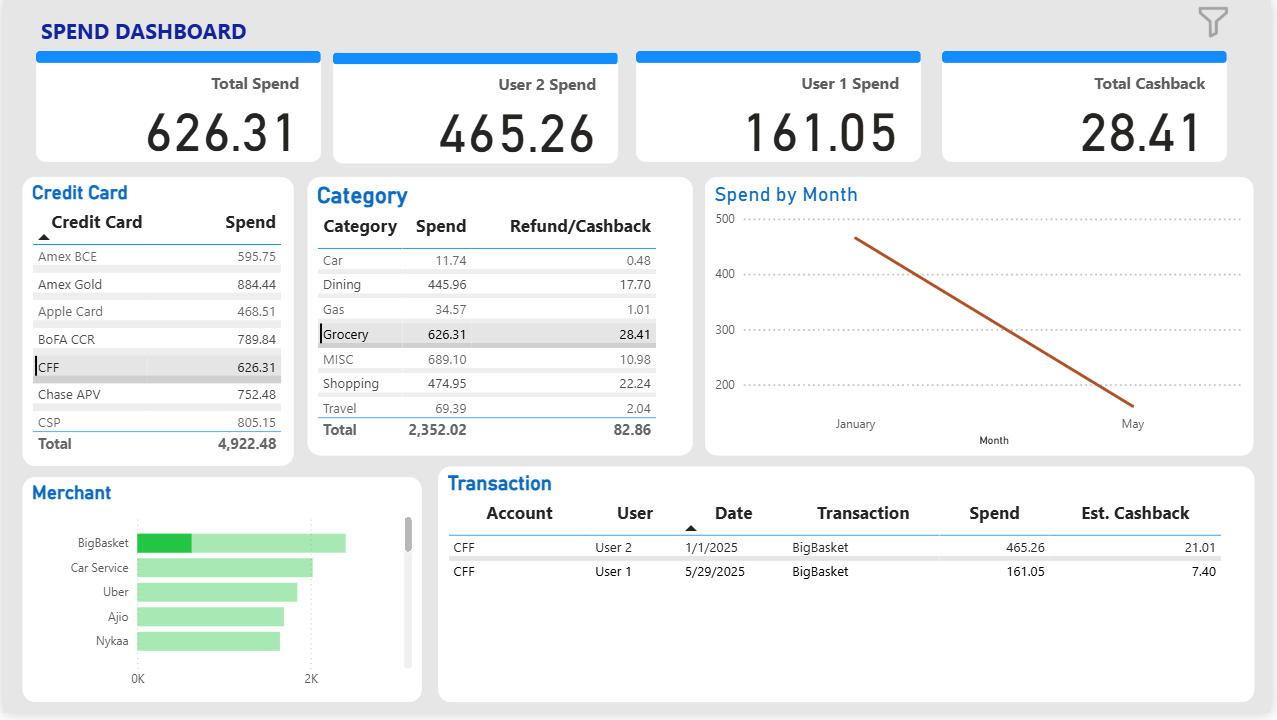 SPEND DASHBOARD
Total Spend
626.31
User 2 Spend
465.26
User 1 Spend
161.05
Total Cashback
28.41
Credit Card
Credit Card Spend
Amex BCE 595.75
Amex Gold 884.44
Apple Card 468.51
BoFA CCR 789.84
CFF 626.31
Chase APV 752.48
CSP 805.15
Total 4,922.48
Category
Category Spend Refund/Cashback
Car 11.74 0.48
Dining 445.96 17.70
Gas 34.57 1.01
Grocery 626.31 28.41
MISC 689.10 10.98
Shopping 474.95 22.24
Travel 69.39 2.04
Total 2,352.02 82.86
Spend by Month
500
400
300
200
January May
Month
Merchant
BigBasket
Car Service
Uber
Ajio
Nykaa
0K 2K
Transaction
Account User Date Transaction Spend Est. Cashback
CFF User 2 1/1/2025 BigBasket 465.26 21.01
CFF User 1 5/29/2025 BigBasket 161.05 7.40